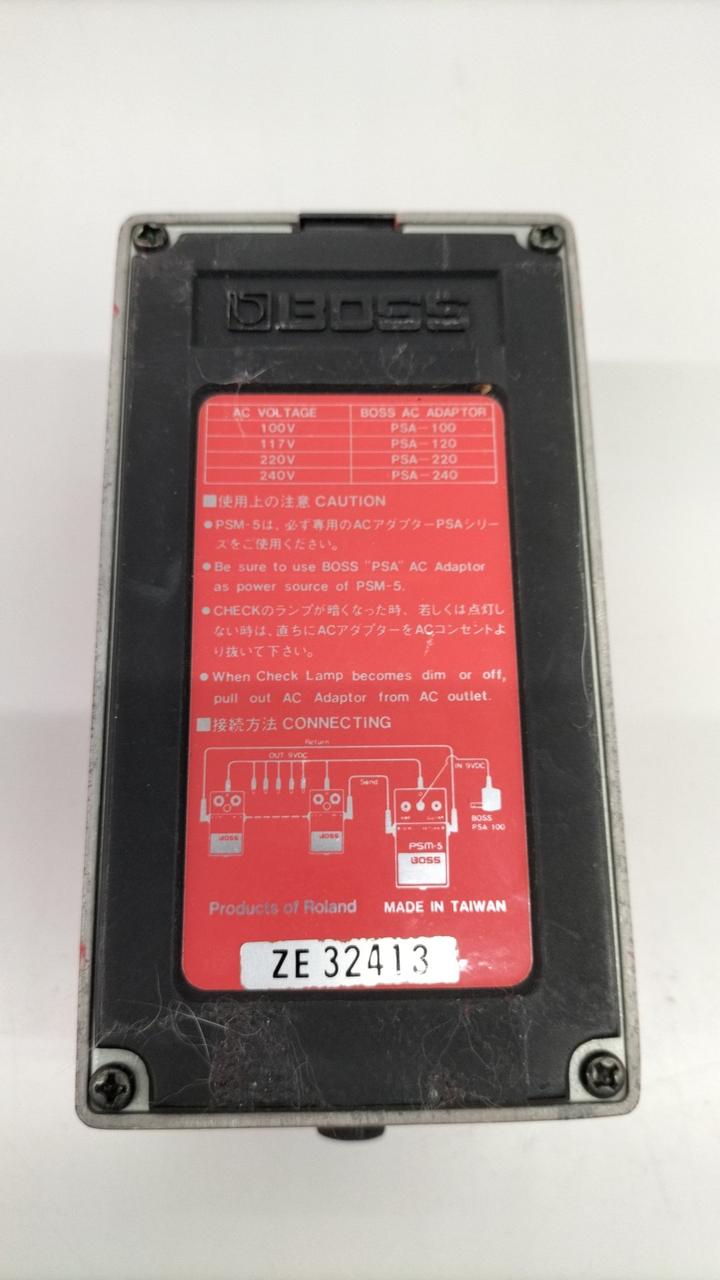 BOSS
AC VOLTAGE BOSS AC ADAPTOR
100V PSA-100
117V PSA-120
220V PSA-220
240V PSA-240
■使用上の注意 CAUTION
●PSM-5は、必ず専用のACアダプターPSAシリー
ズをご使用ください。
●Be sure to use BOSS "PSA" AC Adaptor
as power source of PSM-5.
●CHECKのランプが暗くなった時、若しくは点灯し
ない時は、直ちにACアダプターをACコンセントよ
り抜いて下さい。
●When Check Lamp becomes dim or off,
pull out AC Adaptor from AC outlet.
■接続方法 CONNECTING
Return
OUT 9VDC
IN 9VDC
Send
BOSS
PSA 100
PSM-5
BOSS
BOSS
BOSS
Products of Roland MADE IN TAIWAN
ZE 32413